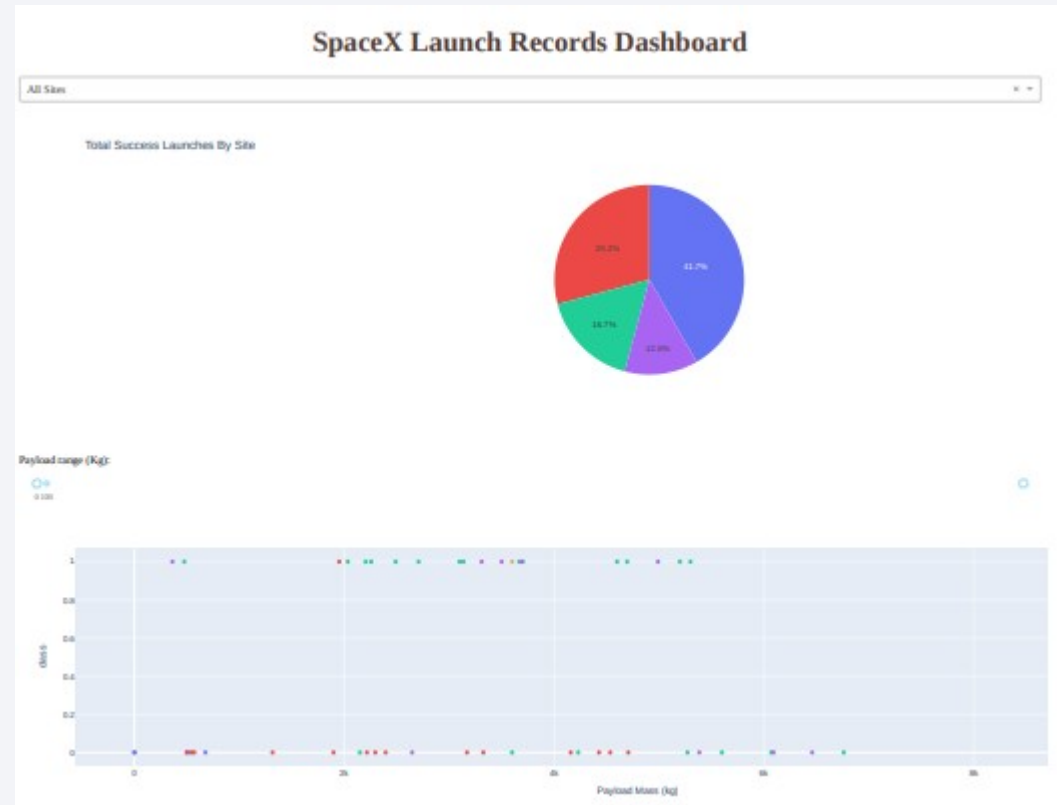 SpaceX Launch Records Dashboard
All Sites
Total Success Launches By Site
41.7%
16.7%
12.5%
Payload range (Kg):
0 100
1
0.8
0.6
0.4
0.2
0
class
0
2k
4k
6k
8k
Payload Mass (kg)